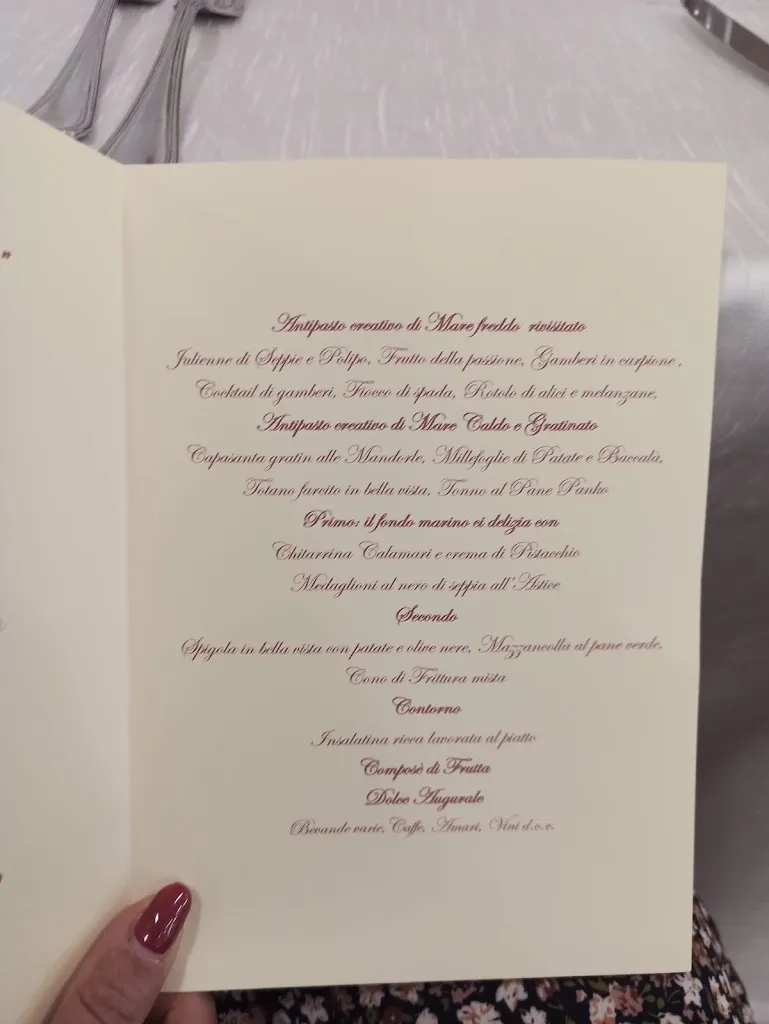 ”
Antipasto creativo di Mare freddo rivisitato
Julienne di Seppie e Polipo, Frutto della passione, Gamberi in carpione .
Cocktail di gamberi, Fiocco di spada, Rotolo di alici e melanzane,
Antipasto creativo di Mare Caldo e Gratinato
Capasanta gratin alle Mandorle, Millefoglie di Patate e Baccalà,
Totano farcito in bella vista, Tonno al Pane Panko
Primo: il fondo marino ci delizia con
Chitarrina Calamari e crema di Pistacchio
Medaglioni al nero di seppia all'Astice
Secondo
Spigola in bella vista con patate e olive nere, Mazzancolla al pane verde,
Cono di Frittura mista
Contorno
Insalatina ricca lavorata al piatto
Composè di Frutta
Dolce Augurale
Bevande varie, Caffe, Amari, Vini d.o.c.